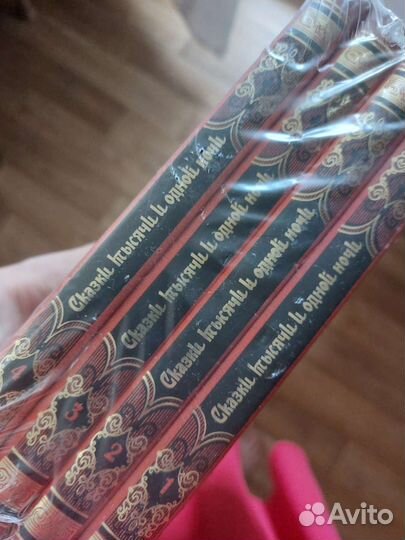 Сказки тысячи и одной ночи
4
Сказки тысячи и одной ночи
3
Сказки тысячи и одной ночи
2
Сказки тысячи и одной ночи
1
Avito